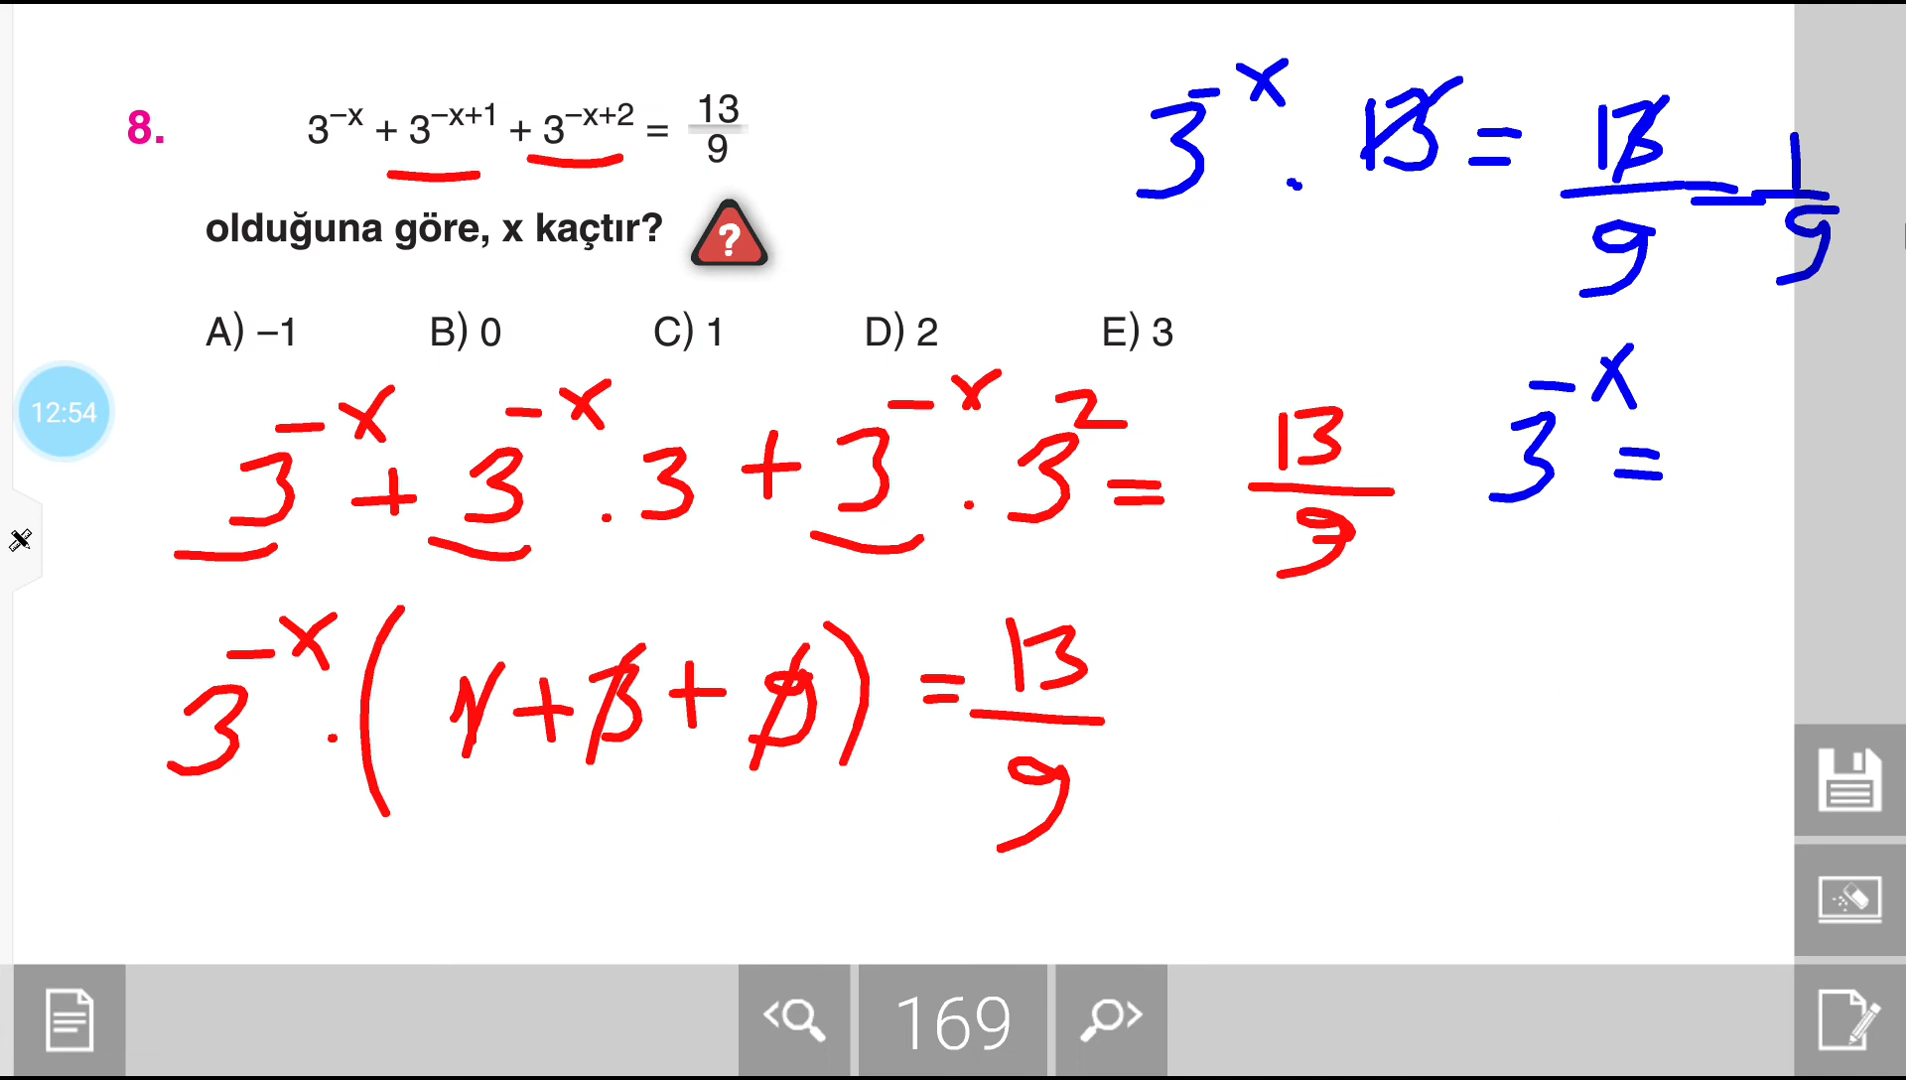 8. 3^{-x} + 3^{-x+1} + 3^{-x+2} = 13/9
olduğuna göre, x kaçtır? ?
A) –1 B) 0 C) 1 D) 2 E) 3
12:54
3^{-x} + 3^{-x} . 3 + 3^{-x} . 3^2 = 13/9
3^{-x} . (1 + 3 + 9) = 13/9
3^{-x} . 13 = 13/9 = 1/9
3^{-x} =
169